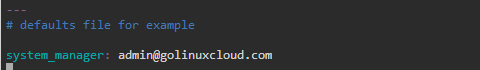 ---
# defaults file for example
system_manager: admin@golinuxcloud.com